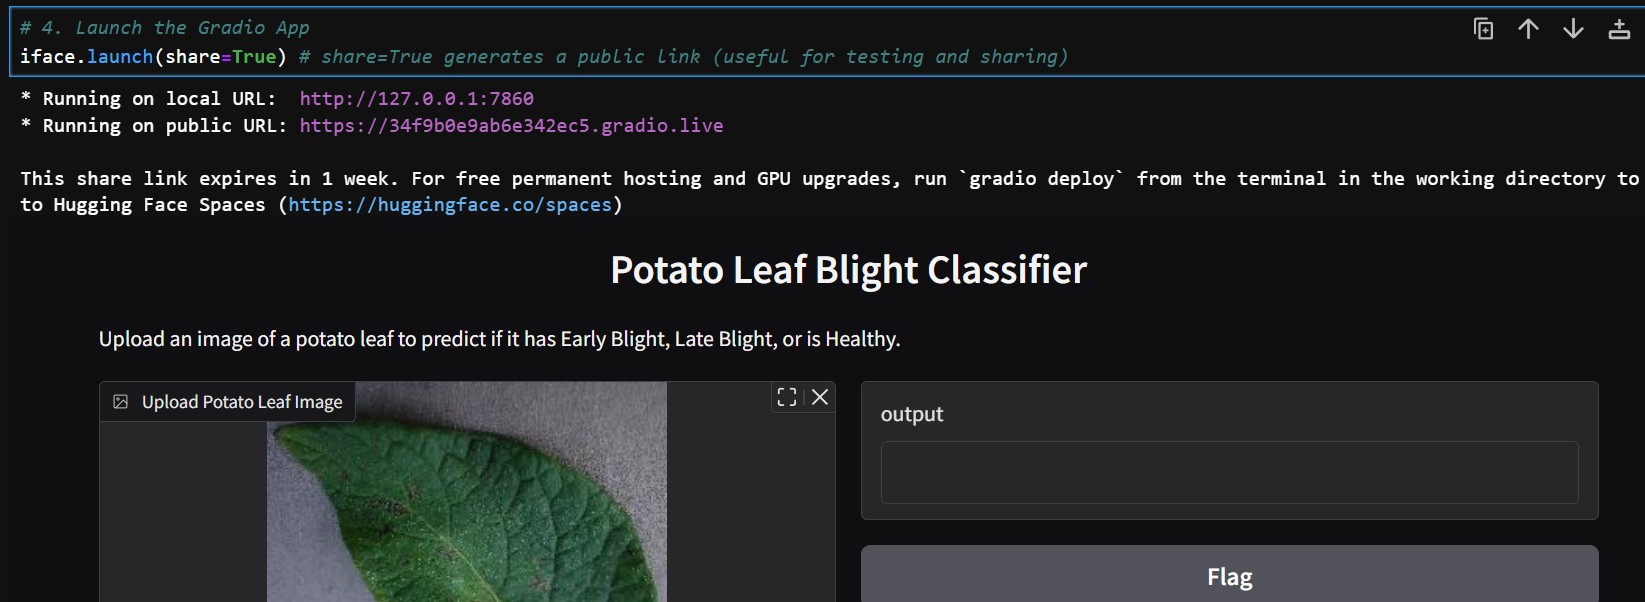 # 4. Launch the Gradio App
iface.launch(share=True) # share=True generates a public link (useful for testing and sharing)
* Running on local URL:  http://127.0.0.1:7860
* Running on public URL: https://34f9b0e9ab6e342ec5.gradio.live
This share link expires in 1 week. For free permanent hosting and GPU upgrades, run `gradio deploy` from the terminal in the working directory to
to Hugging Face Spaces (https://huggingface.co/spaces)
Potato Leaf Blight Classifier
Upload an image of a potato leaf to predict if it has Early Blight, Late Blight, or is Healthy.
Upload Potato Leaf Image
output
Flag